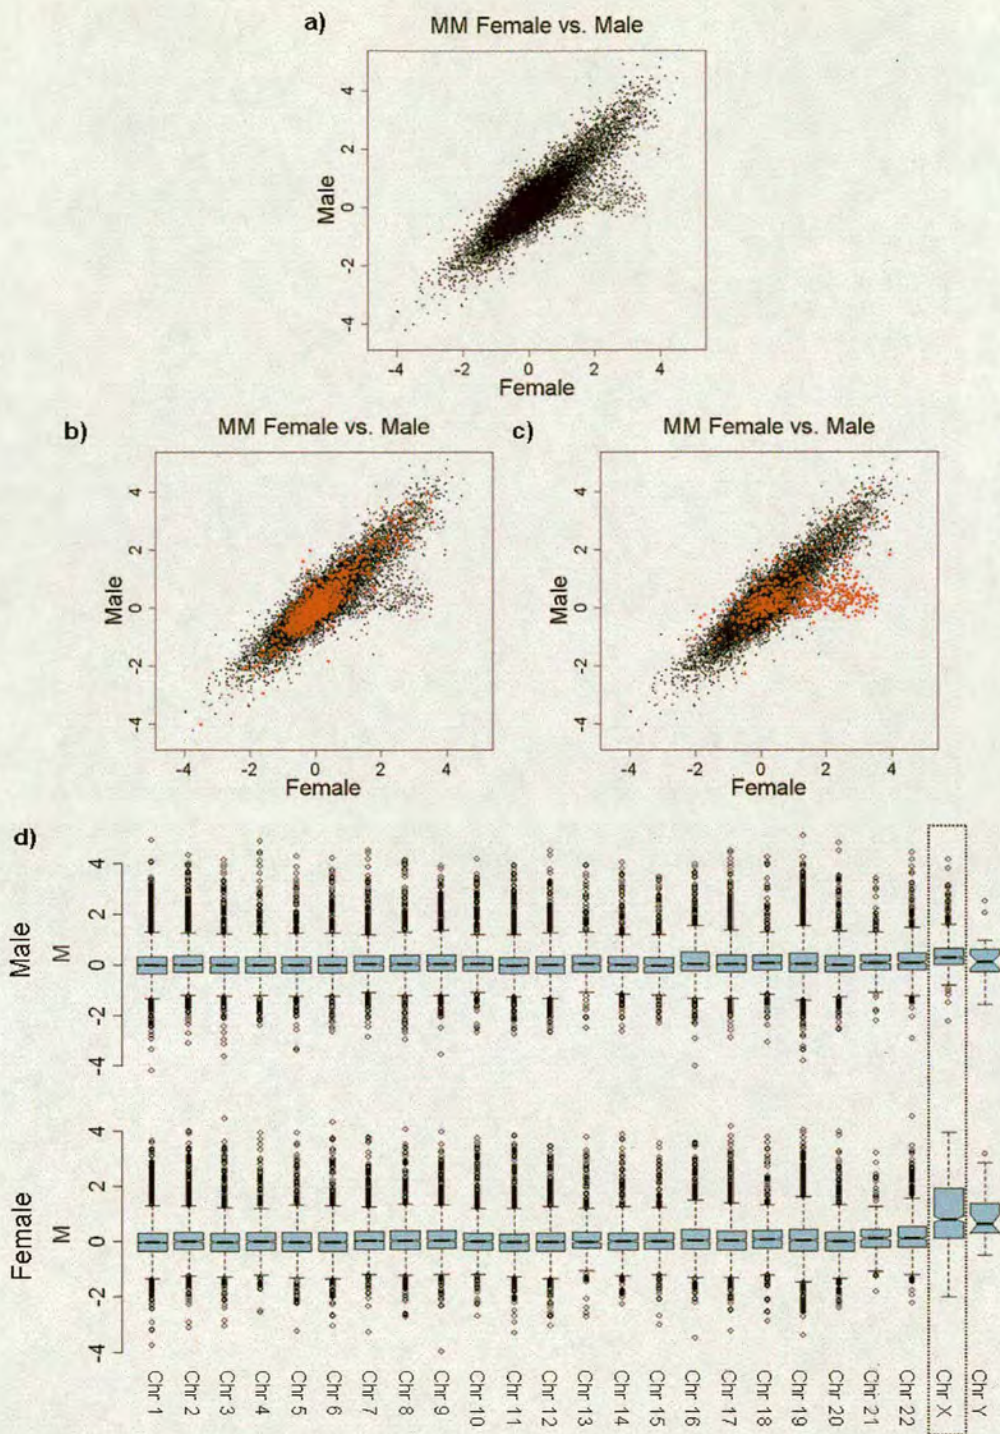 a)
MM Female vs. Male
4
2
0
-2
-4
Male
-4 -2 0 2 4
Female
b)
MM Female vs. Male
4
2
0
-2
-4
Male
-4 -2 0 2 4
Female
c)
MM Female vs. Male
4
2
0
-2
-4
Male
-4 -2 0 2 4
Female
d)
Male
M
4
2
0
-2
-4
Female
M
4
2
0
-2
-4
Chr 1
Chr 2
Chr 3
Chr 4
Chr 5
Chr 6
Chr 7
Chr 8
Chr 9
Chr 10
Chr 11
Chr 12
Chr 13
Chr 14
Chr 15
Chr 16
Chr 17
Chr 18
Chr 19
Chr 20
Chr 21
Chr 22
Chr X
Chr Y